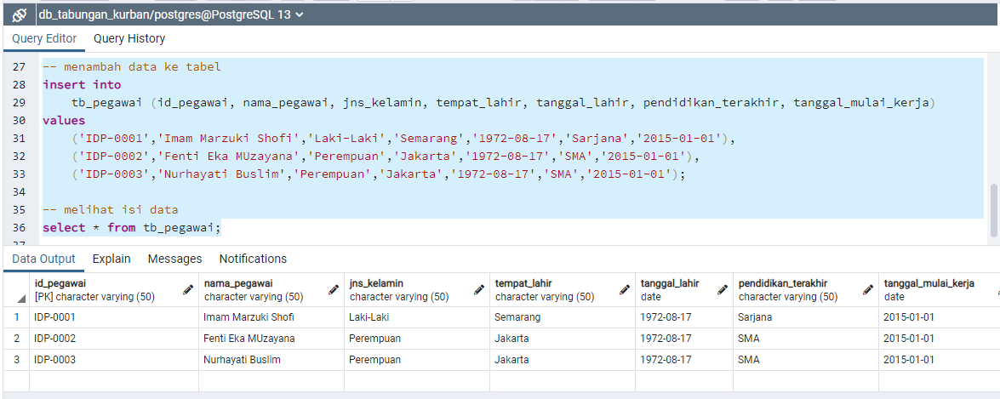 db_tabungan_kurban/postgres@PostgreSQL 13
Query Editor Query History
27 -- menambah data ke tabel
28 insert into
29 tb_pegawai (id_pegawai, nama_pegawai, jns_kelamin, tempat_lahir, tanggal_lahir, pendidikan_terakhir, tanggal_mulai_kerja)
30 values
31 ('IDP-0001','Imam Marzuki Shofi','Laki-Laki','Semarang','1972-08-17','Sarjana','2015-01-01'),
32 ('IDP-0002','Fenti Eka MUzayana','Perempuan','Jakarta','1972-08-17','SMA','2015-01-01'),
33 ('IDP-0003','Nurhayati Buslim','Perempuan','Jakarta','1972-08-17','SMA','2015-01-01');
34
35 -- melihat isi data
36 select * from tb_pegawai;
37
Data Output Explain Messages Notifications
id_pegawai nama_pegawai jns_kelamin tempat_lahir tanggal_lahir pendidikan_terakhir tanggal_mulai_kerja
[PK] character varying (50) character varying (50) character varying (50) character varying (50) date character varying (50) date
1 IDP-0001 Imam Marzuki Shofi Laki-Laki Semarang 1972-08-17 Sarjana 2015-01-01
2 IDP-0002 Fenti Eka MUzayana Perempuan Jakarta 1972-08-17 SMA 2015-01-01
3 IDP-0003 Nurhayati Buslim Perempuan Jakarta 1972-08-17 SMA 2015-01-01